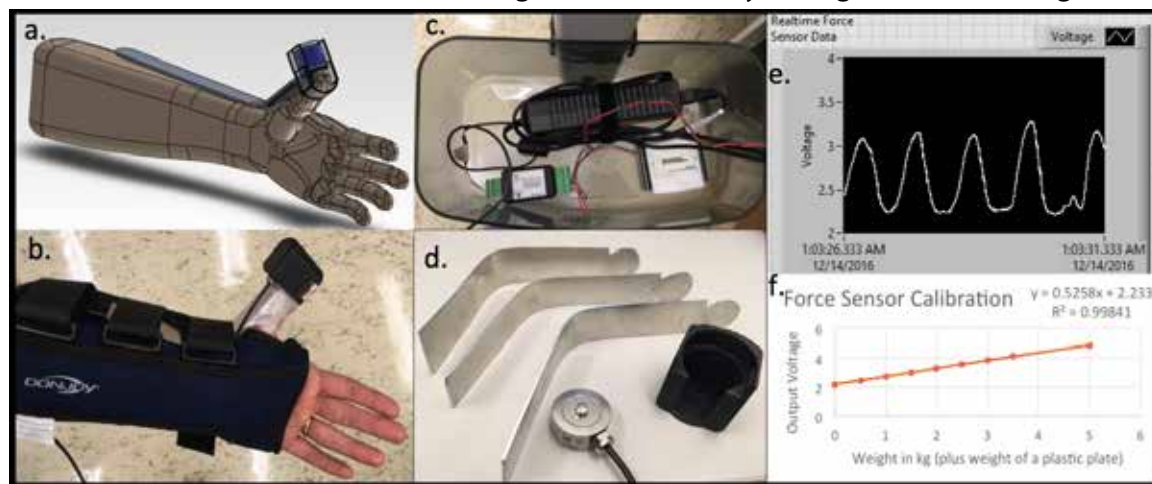 a.
b.
DONJOY
c.
d.
e.
Realtime Force
Sensor Data
Voltage
4
3.5
3
2.5
2
Voltage
1:03:26.333 AM
12/14/2016
1:03:31.333 AM
12/14/2016
f.
Force Sensor Calibration
y = 0.5258x + 2.233
R² = 0.99841
Output Voltage
6
4
2
0
0 1 2 3 4 5 6
Weight in kg (plus weight of a plastic plate)